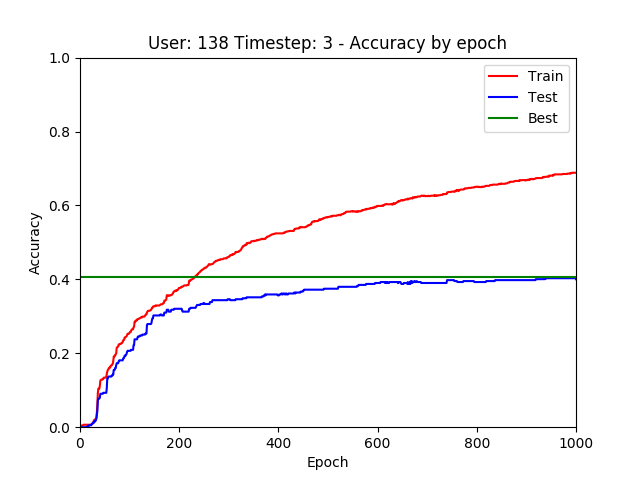 User: 138 Timestep: 3 - Accuracy by epoch
1.0
Train
Test
Best
0.8
0.6
Accuracy
0.4
0.2
0.0
0 200 400 600 800 1000
Epoch